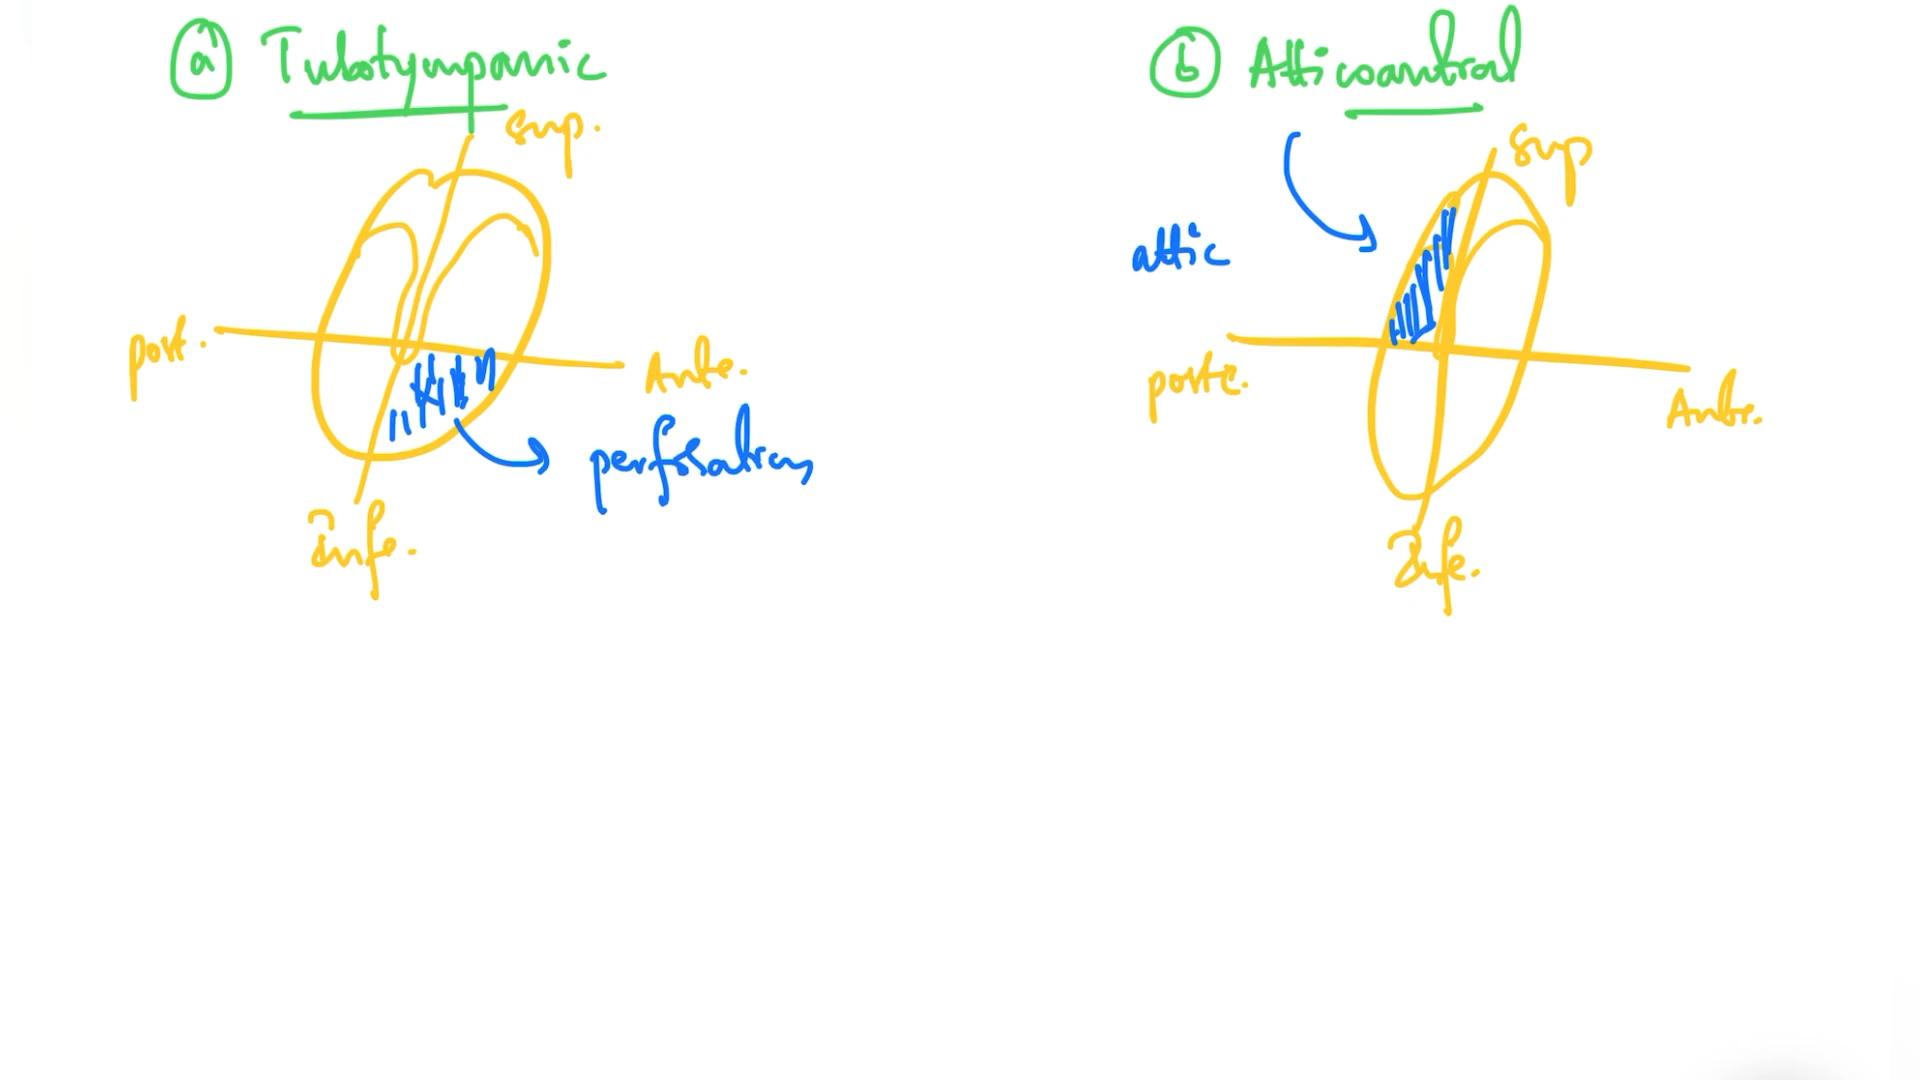 a Tubotympanic
sup.
post.
Ante.
perforation
infe.
b Atticoantral
sup
attic
poste.
Ante.
Infe.